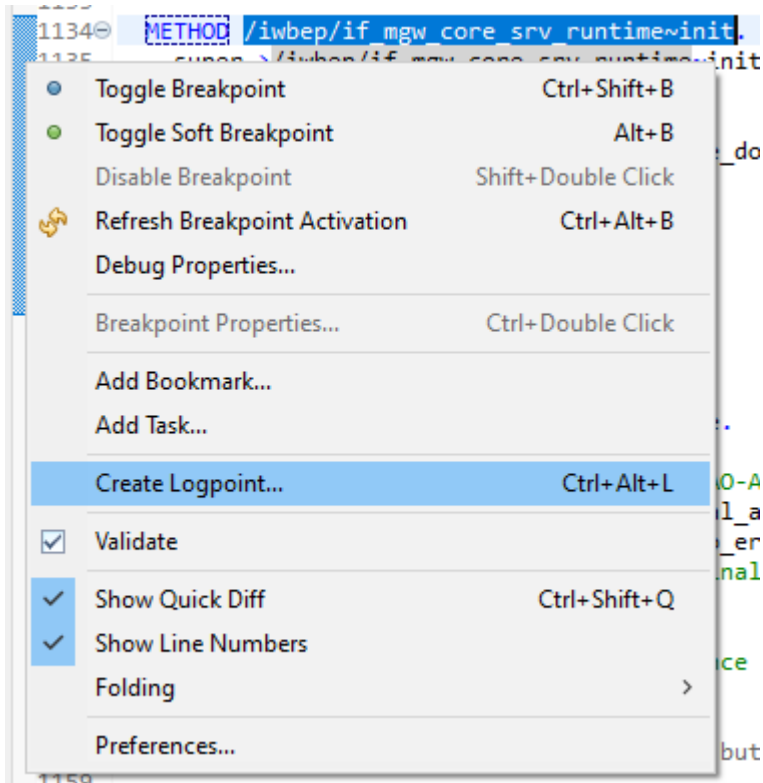 1134 METHOD /iwbep/if_mgw_core_srv_runtime~init.
1135
Toggle Breakpoint Ctrl+Shift+B
Toggle Soft Breakpoint Alt+B
Disable Breakpoint Shift+Double Click
Refresh Breakpoint Activation Ctrl+Alt+B
Debug Properties...
Breakpoint Properties... Ctrl+Double Click
Add Bookmark...
Add Task...
Create Logpoint... Ctrl+Alt+L
Validate
Show Quick Diff Ctrl+Shift+Q
Show Line Numbers
Folding
Preferences...
1159